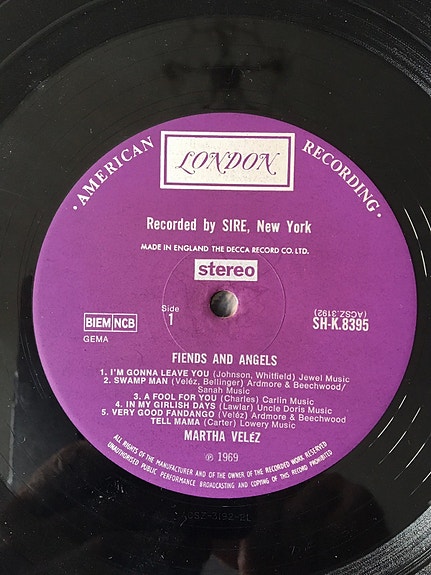 · AMERICAN RECORDING ·
LONDON
Recorded by SIRE, New York
MADE IN ENGLAND THE DECCA RECORD CO. LTD.
stereo
Side
1
BIEM NCB
GEMA
(ACSZ.3192)
SH-K.8395
FIENDS AND ANGELS
1. I'M GONNA LEAVE YOU (Johnson, Whitfield) Jewel Music
2. SWAMP MAN (Veléz, Bellinger) Ardmore & Beechwood/
Sanah Music
3. A FOOL FOR YOU (Charles) Carlin Music
4. IN MY GIRLISH DAYS (Lawlar) Uncle Doris Music
5. VERY GOOD FANDANGO (Veléz) Ardmore & Beechwood
TELL MAMA (Carter) Lowery Music
MARTHA VELéZ
℗ 1969
ALL RIGHTS OF THE MANUFACTURER AND OF THE OWNER OF THE RECORDED WORK RESERVED
UNAUTHORISED PUBLIC PERFORMANCE BROADCASTING AND COPYING OF THIS RECORD PROHIBITED